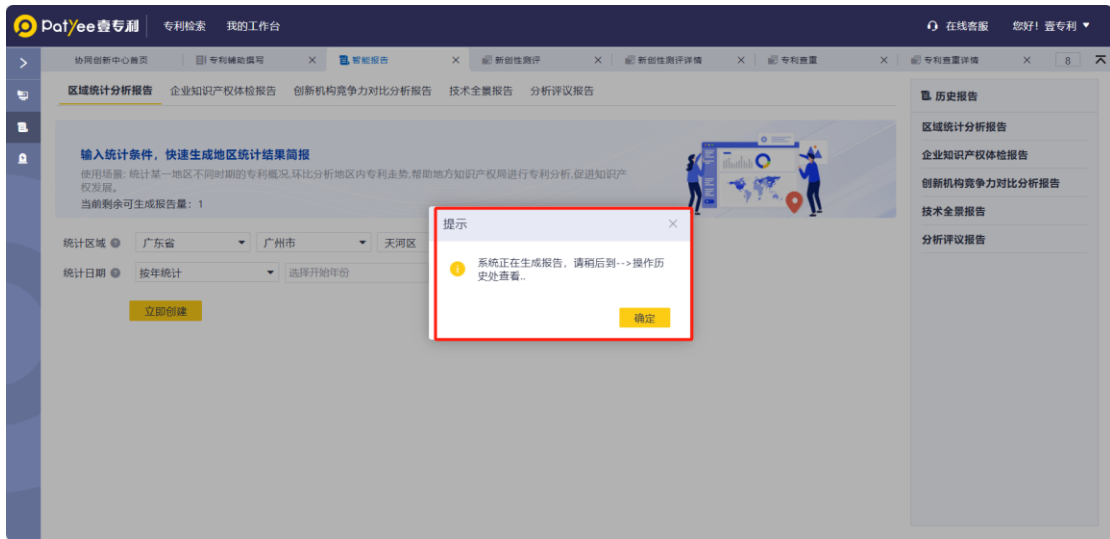 Patyee壹专利 专利检索 我的工作台 在线客服 您好！壹专利
协同创新中心首页 专利辅助撰写 智能报告 新创性测评 新创性测评详情 专利查重 专利查重详情 8
区域统计分析报告 企业知识产权体检报告 创新机构竞争力对比分析报告 技术全景报告 分析评议报告
输入统计条件，快速生成地区统计结果简报
使用场景: 统计某一地区不同时期的专利概况,环比分析地区内专利走势,帮助地方知识产权局进行专利分析,促进知识产
权发展。
当前剩余可生成报告量：1
统计区域 广东省 广州市 天河区
统计日期 按年统计 选择开始年份
立即创建
提示
系统正在生成报告，请稍后到-->操作历
史处查看..
确定
历史报告
区域统计分析报告
企业知识产权体检报告
创新机构竞争力对比分析报告
技术全景报告
分析评议报告